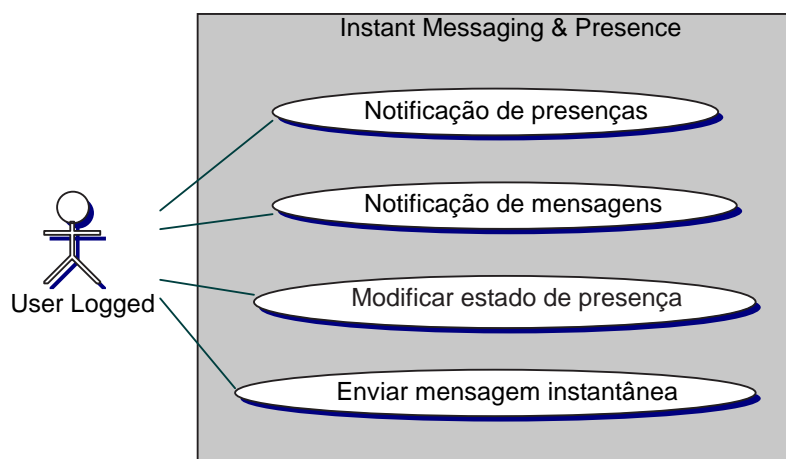 Instant Messaging & Presence
Notificação de presenças
Notificação de mensagens
Modificar estado de presença
Enviar mensagem instantânea
User Logged